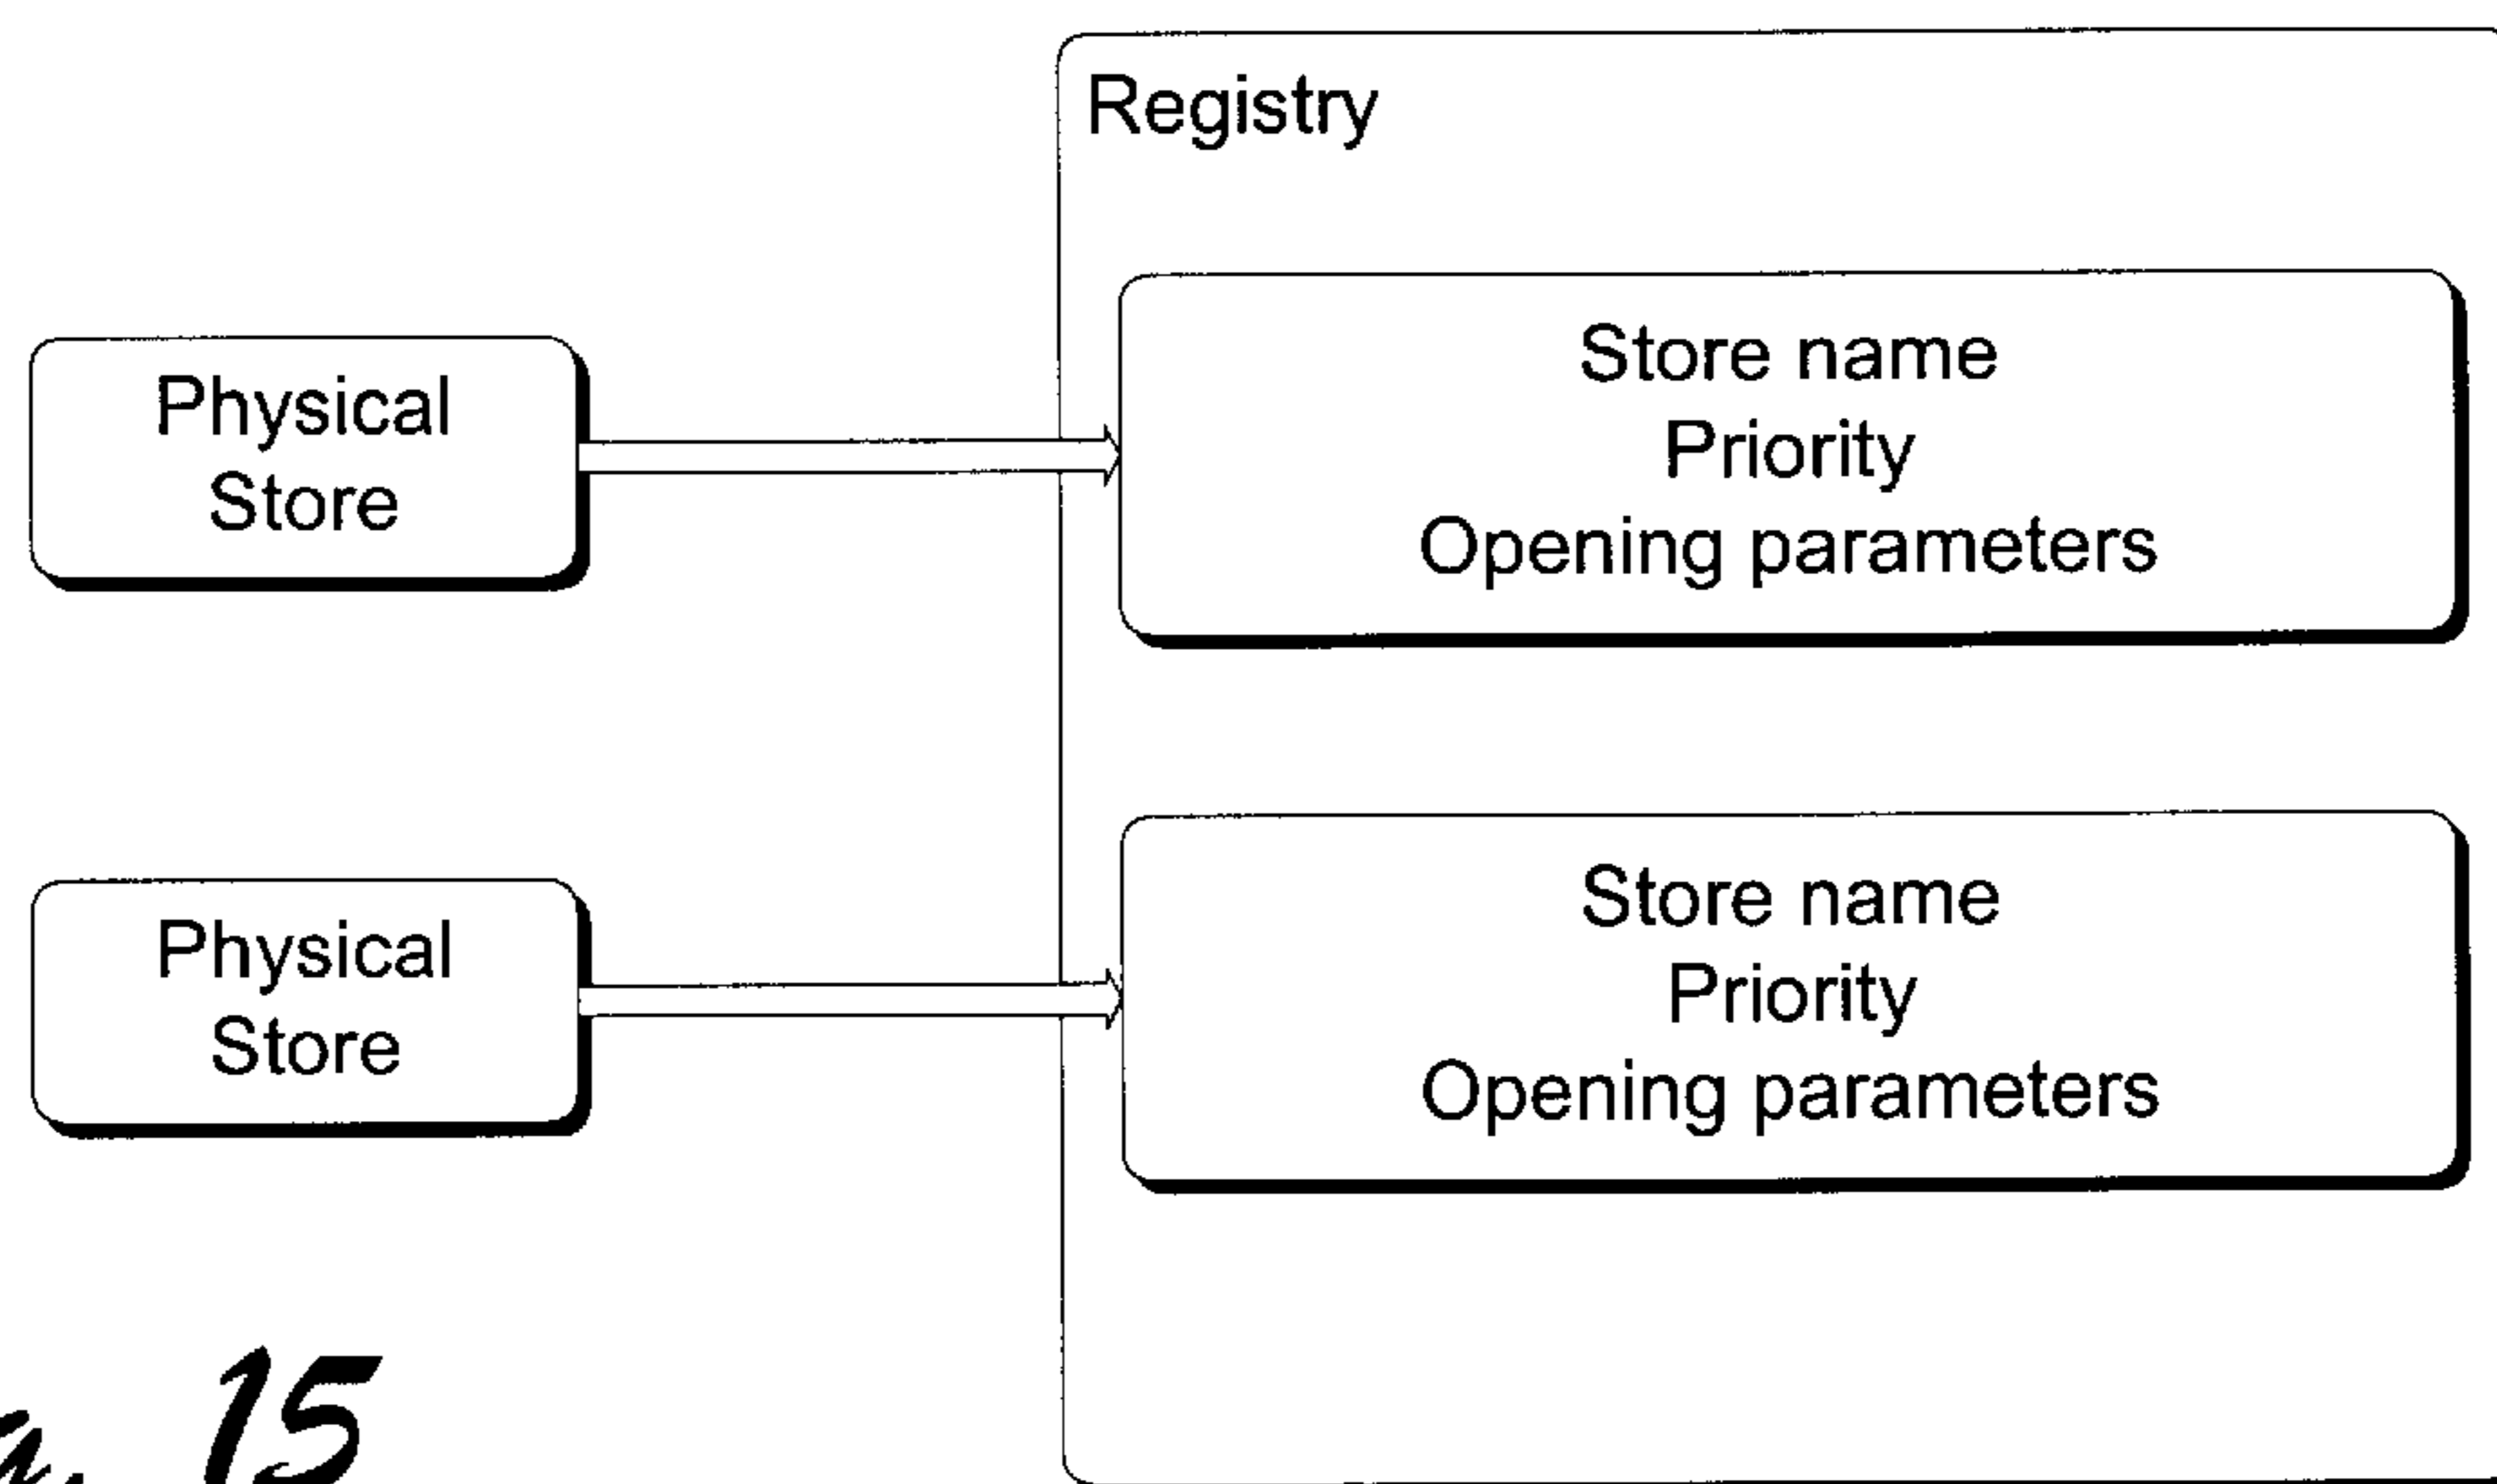 Registry
Physical
Store
Store name
Priority
Opening parameters
Physical
Store
Store name
Priority
Opening parameters
15